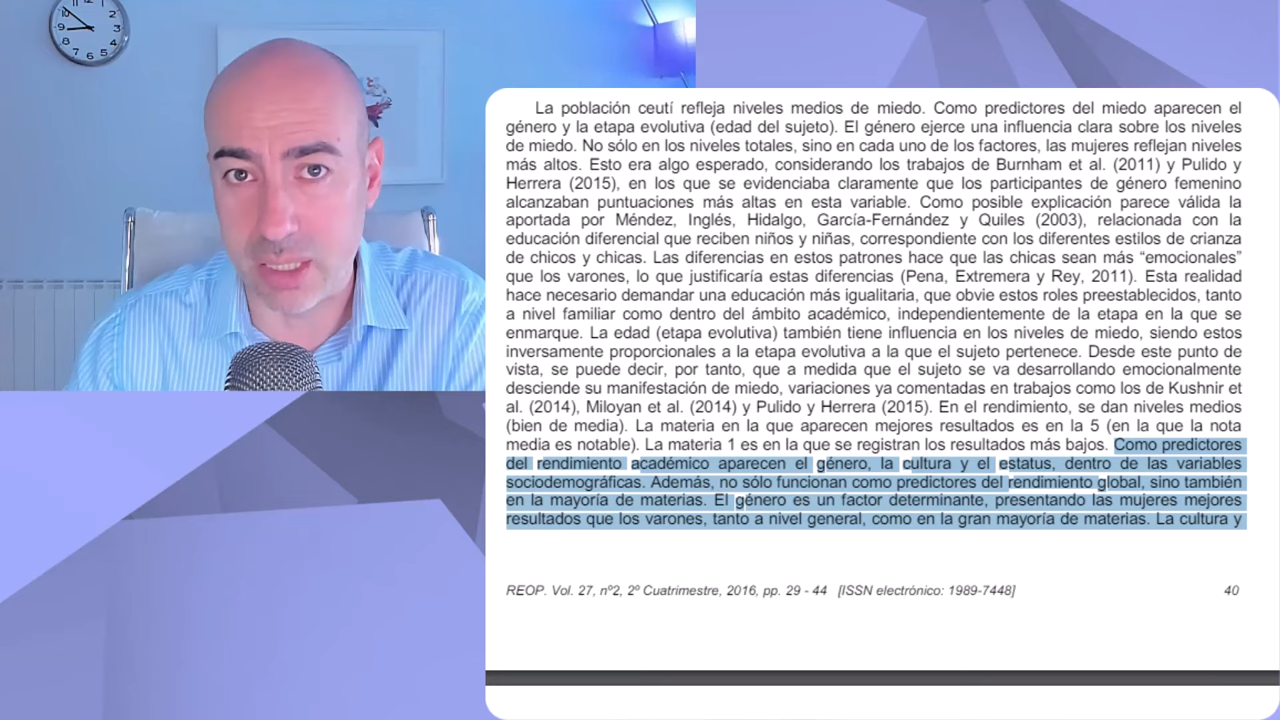 La población ceutí refleja niveles medios de miedo. Como predictores del miedo aparecen el
género y la etapa evolutiva (edad del sujeto). El género ejerce una influencia clara sobre los niveles
de miedo. No sólo en los niveles totales, sino en cada uno de los factores, las mujeres reflejan niveles
más altos. Esto era algo esperado, considerando los trabajos de Burnham et al. (2011) y Pulido y
Herrera (2015), en los que se evidenciaba claramente que los participantes de género femenino
alcanzaban puntuaciones más altas en esta variable. Como posible explicación parece válida la
aportada por Méndez, Inglés, Hidalgo, García-Fernández y Quiles (2003), relacionada con la
educación diferencial que reciben niños y niñas, correspondiente con los diferentes estilos de crianza
de chicos y chicas. Las diferencias en estos patrones hace que las chicas sean más “emocionales”
que los varones, lo que justificaría estas diferencias (Pena, Extremera y Rey, 2011). Esta realidad
hace necesario demandar una educación más igualitaria, que obvie estos roles preestablecidos, tanto
a nivel familiar como dentro del ámbito académico, independientemente de la etapa en la que se
enmarque. La edad (etapa evolutiva) también tiene influencia en los niveles de miedo, siendo estos
inversamente proporcionales a la etapa evolutiva a la que el sujeto pertenece. Desde este punto de
vista, se puede decir, por tanto, que a medida que el sujeto se va desarrollando emocionalmente
desciende su manifestación de miedo, variaciones ya comentadas en trabajos como los de Kushnir et
al. (2014), Miloyan et al. (2014) y Pulido y Herrera (2015). En el rendimiento, se dan niveles medios
(bien de media). La materia en la que aparecen mejores resultados es en la 5 (en la que la nota
media es notable). La materia 1 es en la que se registran los resultados más bajos. Como predictores
del rendimiento académico aparecen el género, la cultura y el estatus, dentro de las variables
sociodemográficas. Además, no sólo funcionan como predictores del rendimiento global, sino también
en la mayoría de materias. El género es un factor determinante, presentando las mujeres mejores
resultados que los varones, tanto a nivel general, como en la gran mayoría de materias. La cultura y
REOP. Vol. 27, nº2, 2º Cuatrimestre, 2016, pp. 29 - 44 [ISSN electrónico: 1989-7448] 40